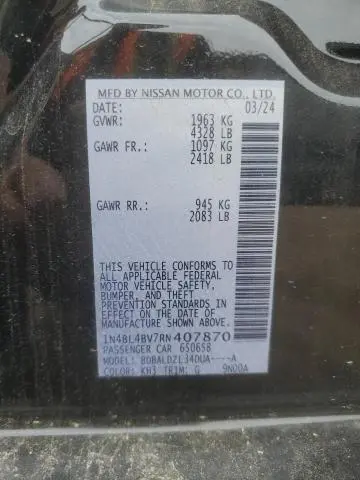 MFD BY NISSAN MOTOR CO., LTD.
DATE: 03/24
GVWR: 1963 KG
4328 LB
GAWR FR.: 1097 KG
2418 LB
GAWR RR.: 945 KG
2083 LB
THIS VEHICLE CONFORMS TO
ALL APPLICABLE FEDERAL
MOTOR VEHICLE SAFETY,
BUMPER, AND THEFT
PREVENTION STANDARDS IN
EFFECT ON THE DATE OF
MANUFACTURE SHOWN ABOVE.
1N4BL4BV7RN407870
PASSENGER CAR 650658
MODEL: BDBALDZL34DUA----A
COLOR: KH3 TRIM: G 9N00A